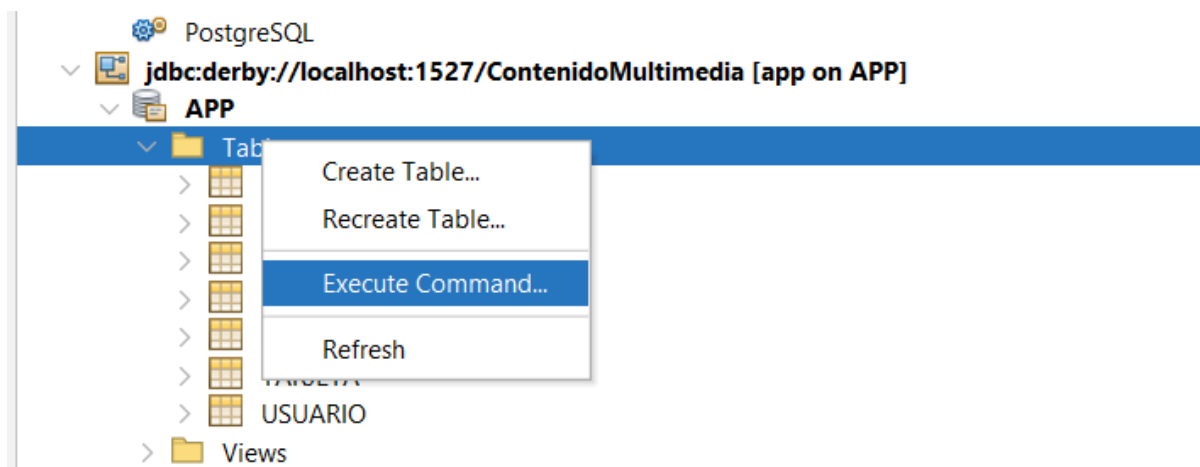 PostgreSQL
jdbc:derby://localhost:1527/ContenidoMultimedia [app on APP]
APP
Create Table...
Recreate Table...
Execute Command...
Refresh
USUARIO
Views